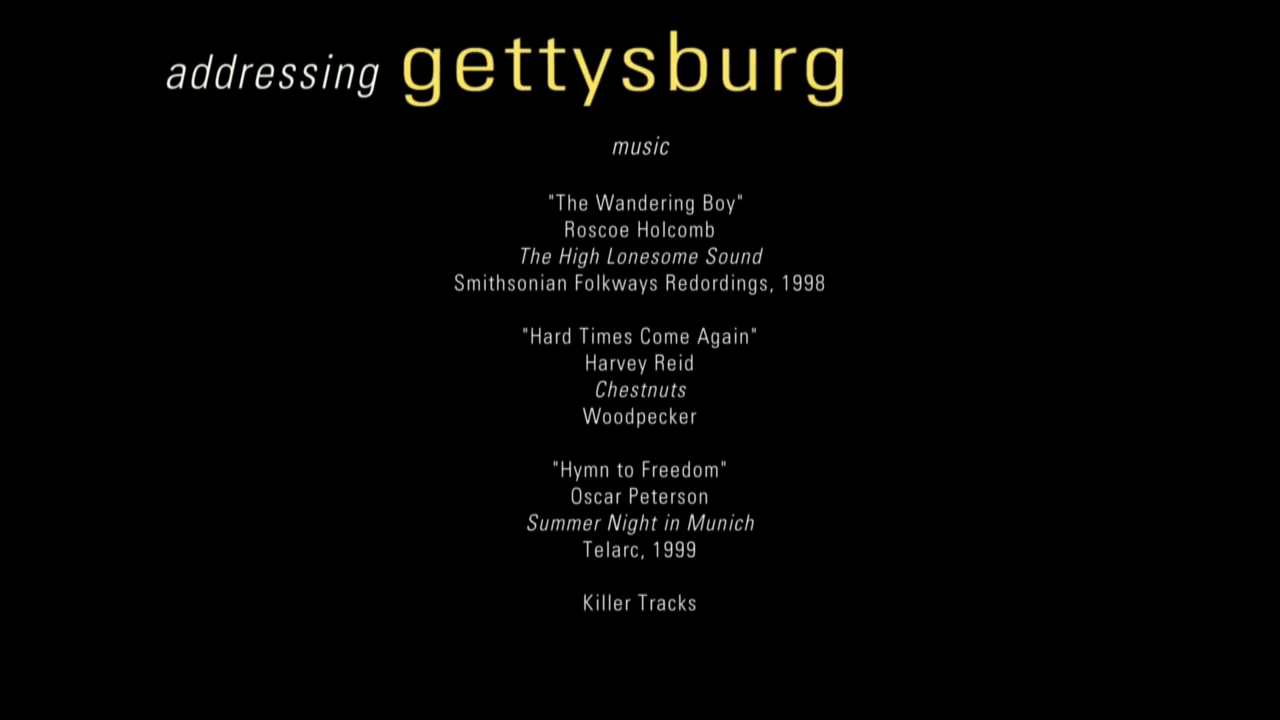 addressing gettysburg
music
"The Wandering Boy"
Roscoe Holcomb
The High Lonesome Sound
Smithsonian Folkways Redordings, 1998
"Hard Times Come Again"
Harvey Reid
Chestnuts
Woodpecker
"Hymn to Freedom"
Oscar Peterson
Summer Night in Munich
Telarc, 1999
Killer Tracks